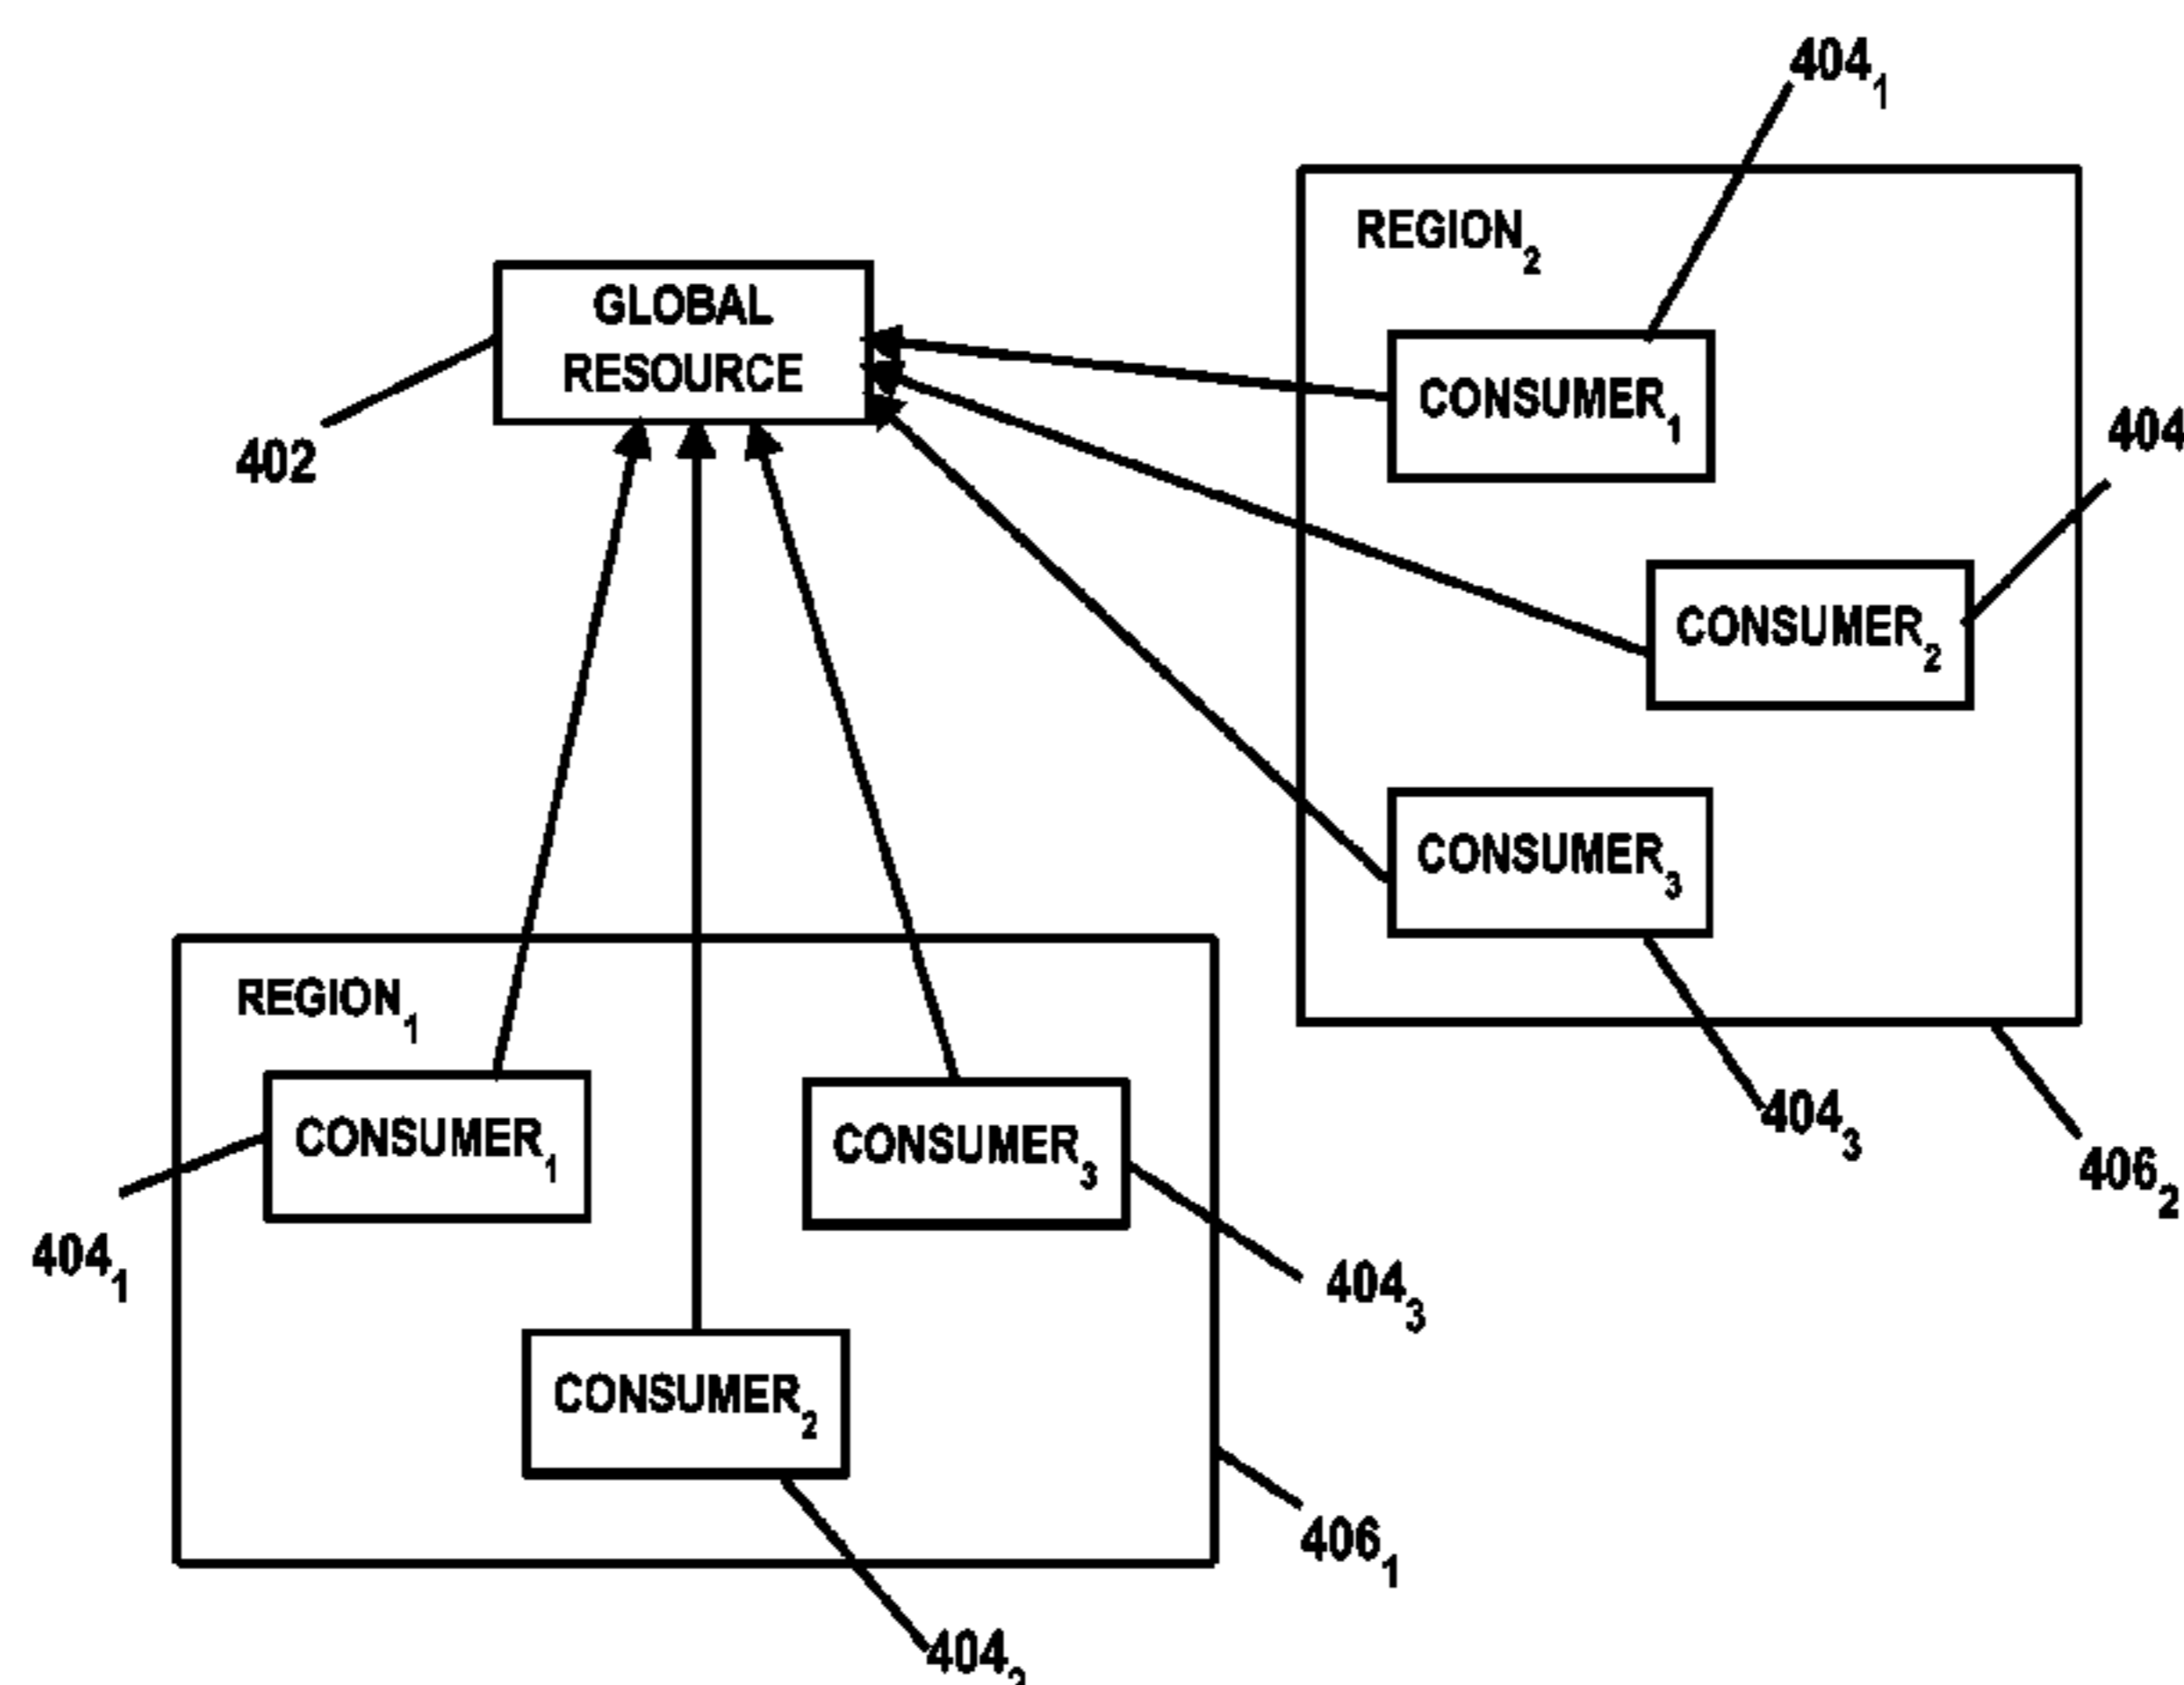 404₁
REGION₂
GLOBAL
RESOURCE
CONSUMER₁
404
402
CONSUMER₂
CONSUMER₃
REGION₁
404₃
CONSUMER₁
CONSUMER₃
406₂
404₁
404₃
CONSUMER₂
406₁
404